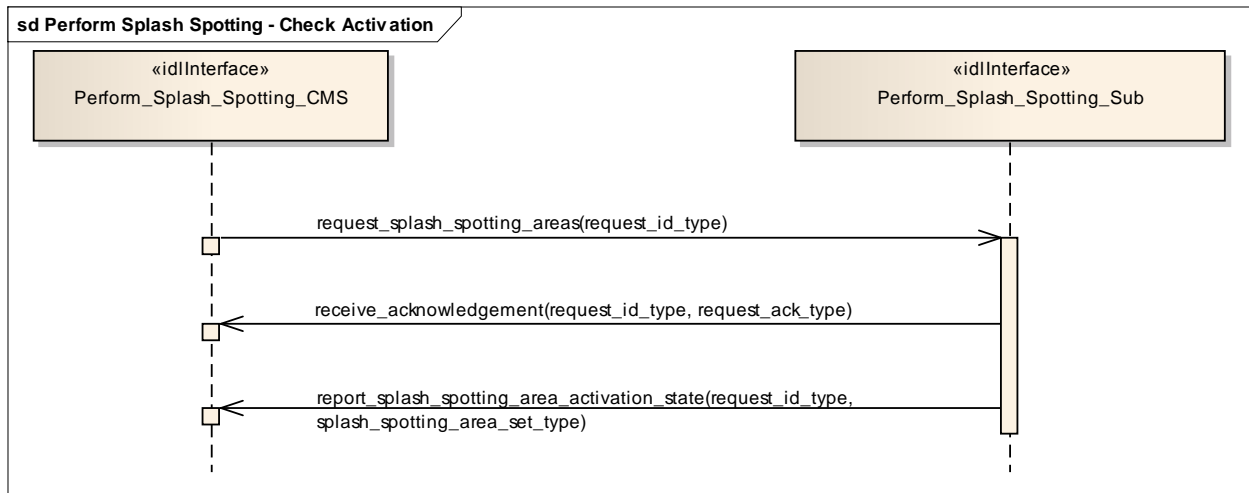 sd Perform Splash Spotting - Check Activation
«idlInterface»
Perform_Splash_Spotting_CMS
«idlInterface»
Perform_Splash_Spotting_Sub
request_splash_spotting_areas(request_id_type)
receive_acknowledgement(request_id_type, request_ack_type)
report_splash_spotting_area_activation_state(request_id_type,
splash_spotting_area_set_type)